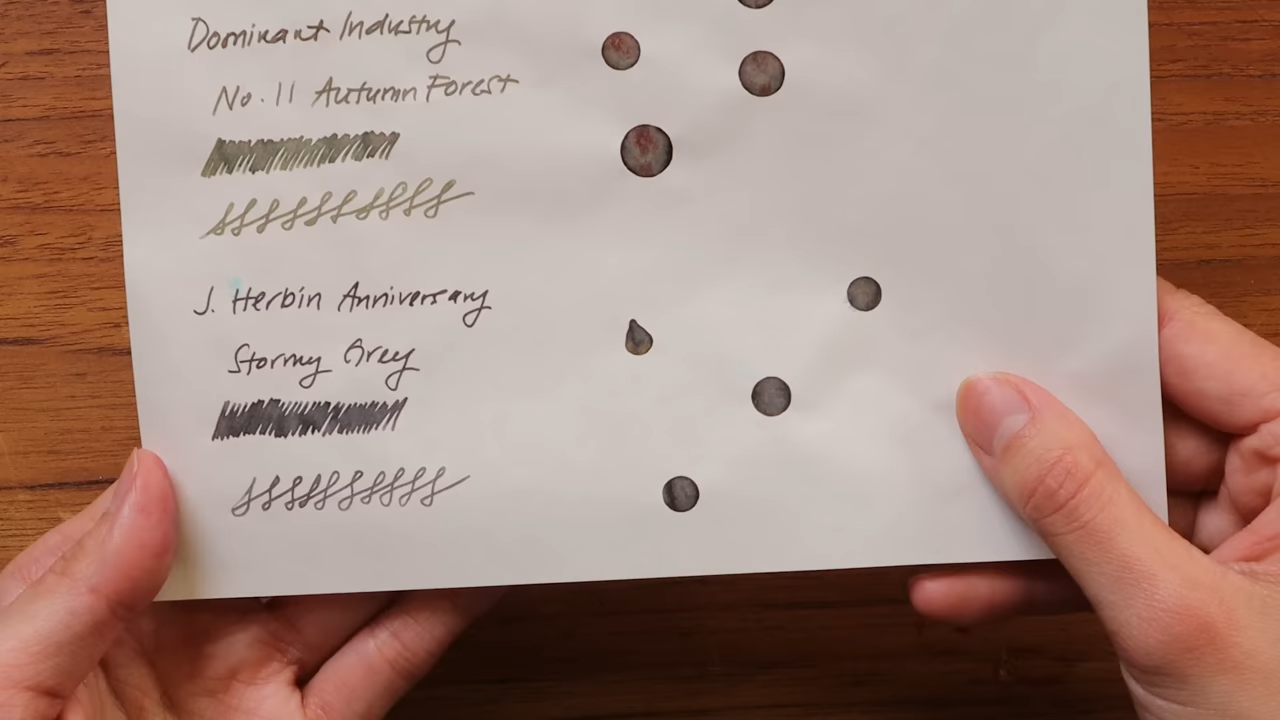 Dominant Industry
No. 11 Autumn Forest
J. Herbin Anniversary
Stormy Grey